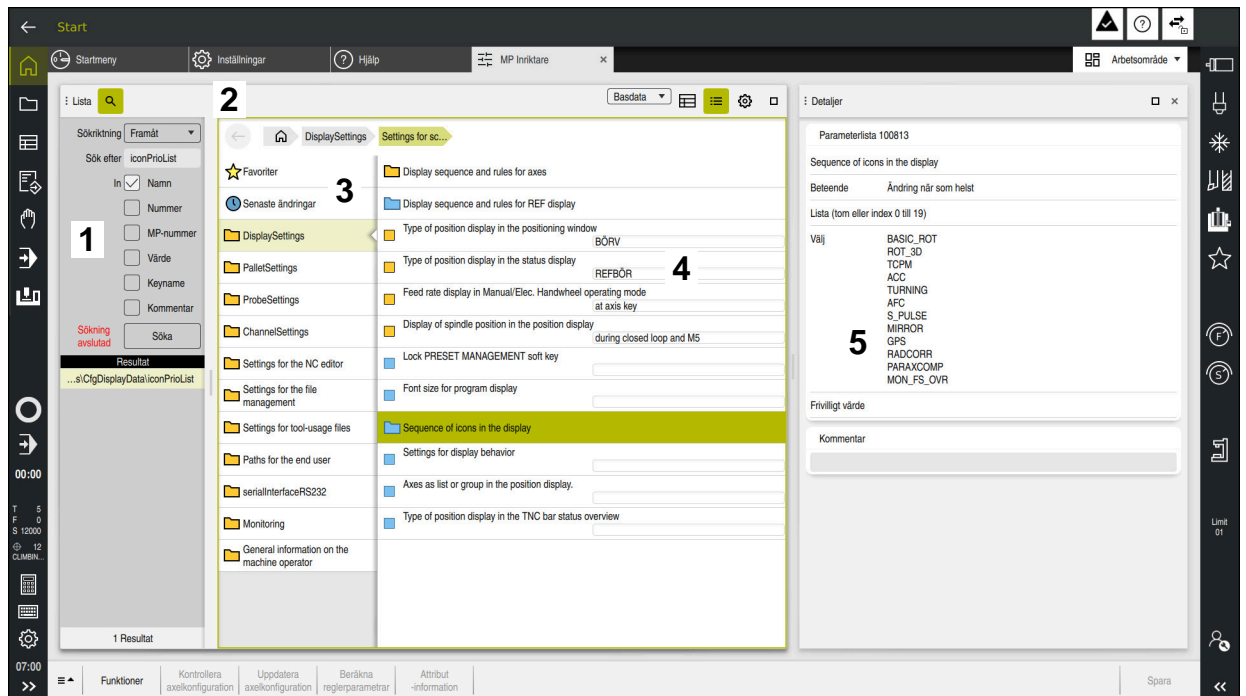 Start
Startmeny
Inställningar
Hjälp
MP Inriktare
Arbetsområde
Lista
2
Basdata
Detaljer
Sökriktning Framåt
Sök efter iconPrioList
In Namn
Nummer
MP-nummer
Värde
Keyname
Kommentar
1
Sökning avslutad
Söka
Resultat
...s\CfgDisplayData\iconPrioList
1 Resultat
DisplaySettings
Settings for sc...
Favoriter
3
Senaste ändringar
DisplaySettings
PalletSettings
ProbeSettings
ChannelSettings
Settings for the NC editor
Settings for the file
management
Settings for tool-usage files
Paths for the end user
serialInterfaceRS232
Monitoring
General information on the
machine operator
Display sequence and rules for axes
Display sequence and rules for REF display
Type of position display in the positioning window
BÖRV
Type of position display in the status display
REFBÖR
4
Feed rate display in Manual/Elec. Handwheel operating mode
at axis key
Display of spindle position in the position display
during closed loop and M5
Lock PRESET MANAGEMENT soft key
Font size for program display
Sequence of icons in the display
Settings for display behavior
Axes as list or group in the position display.
Type of position display in the TNC bar status overview
Parameterlista 100813
Sequence of icons in the display
Beteende Ändring när som helst
Lista (tom eller index 0 till 19)
Välj BASIC_ROT
ROT_3D
TCPM
ACC
TURNING
AFC
S_PULSE
MIRROR
GPS
RADCORR
PARAXCOMP
MON_FS_OVR
5
Frivilligt värde
Kommentar
00:00
T 5
F 0
S 12000
12
CLIMBIN...
07:00
F
S
Limit
01
Funktioner
Kontrollera
axelkonfiguration
Uppdatera
axelkonfiguration
Beräkna
reglerparametrar
Attribut
-information
Spara